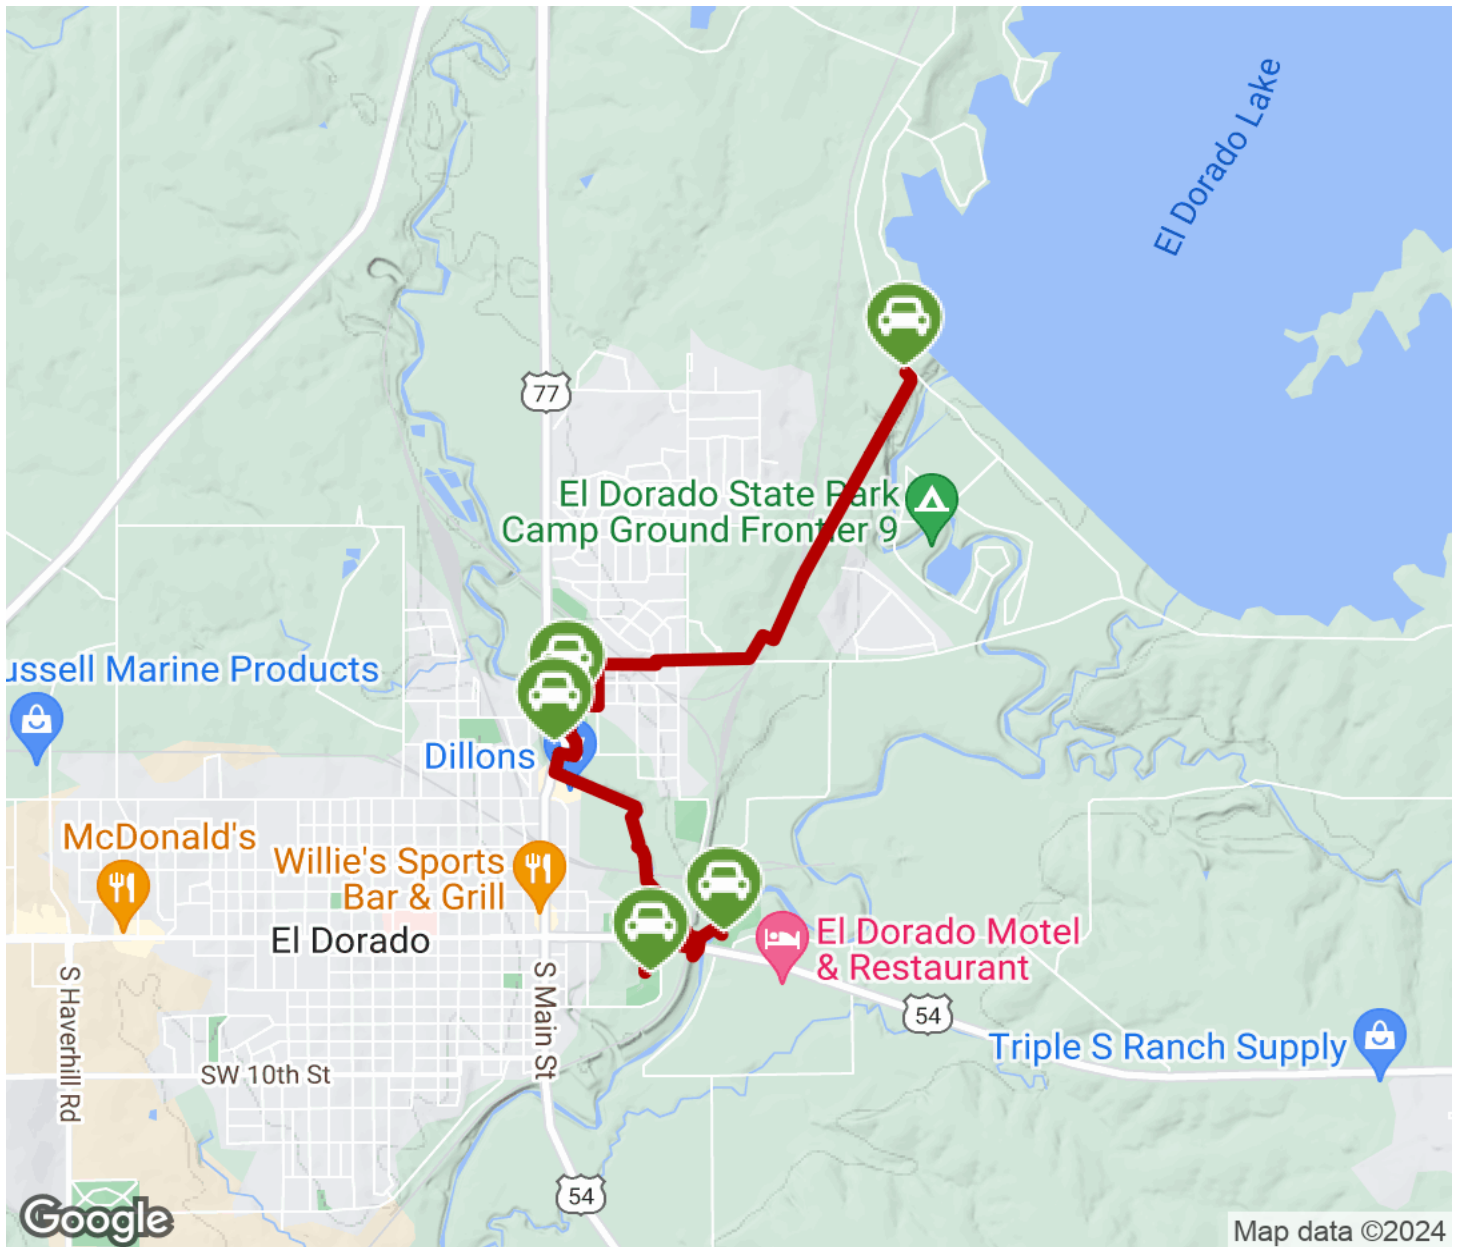 El Dorado Lake
77
El Dorado State Park
Camp Ground Frontier 9
ussell Marine Products
Dillons
McDonald's
Willie's Sports
Bar & Grill
El Dorado
El Dorado Motel
& Restaurant
S Haverhill Rd
S Main St
54
Triple S Ranch Supply
SW 10th St
54
Google
Map data ©2024